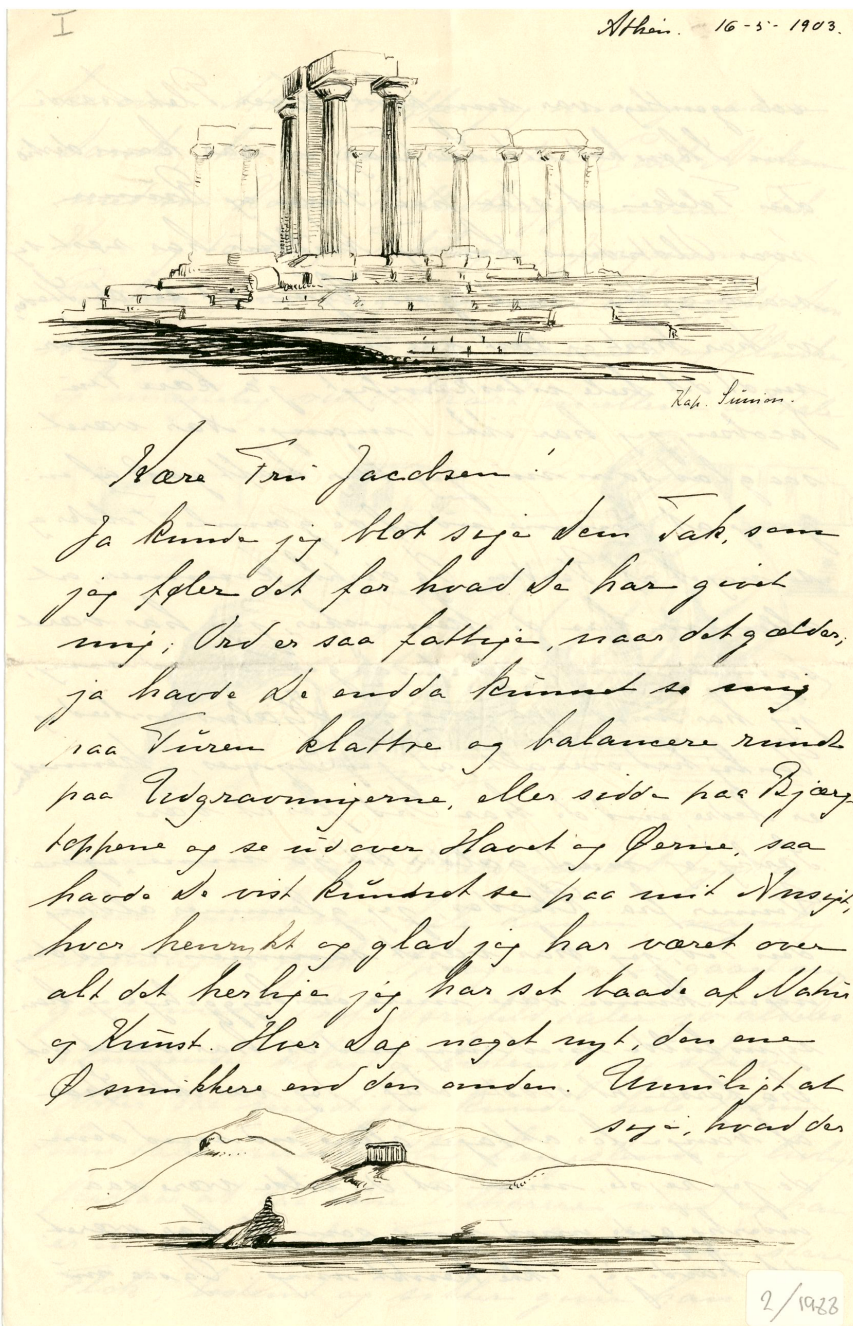 I
Athen. 16-5-1903.
Kap. Sunion.
Kære Fru Jacobsen!
Ja kunde jeg blot sige Dem Tak, som
jeg føler det for hvad De har givet
mig; Ord er saa fattige, naar det gælder;
ja havde De endda kunnet se mig
paa Turen klattre og balancere rundt
paa Udgravningerne, eller sidde paa Bjærg
toppene og se ud over Havet og Øerne, saa
havde De vist kunnet se paa mit Ansigt,
hvor henrykt og glad jeg har været over
alt det herlige jeg har set baade af Natur
og Kunst. Hver Dag noget nyt, den ene
Ø smukkere end den anden. Umuligt at
sige, hvad der
2/1988